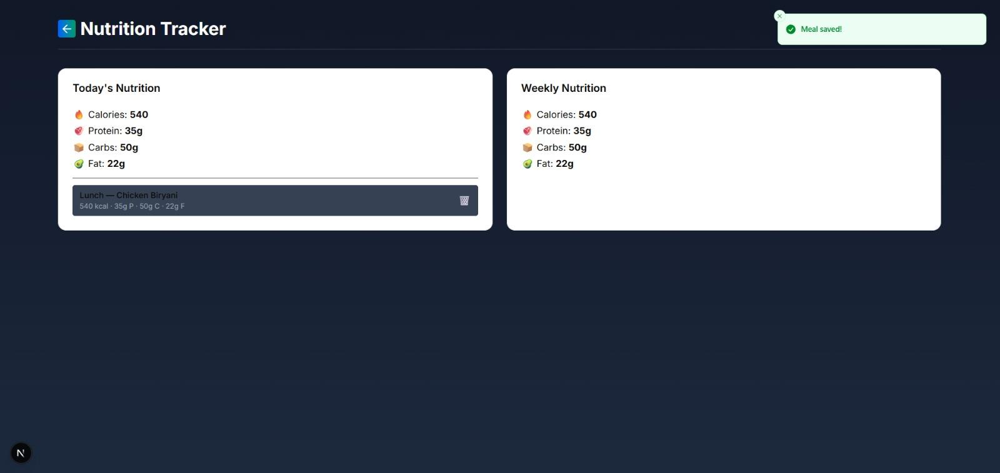 Nutrition Tracker
Meal saved!
Today's Nutrition
Calories: 540
Protein: 35g
Carbs: 50g
Fat: 22g
Lunch — Chicken Biryani
540 kcal · 35g P · 50g C · 22g F
Weekly Nutrition
Calories: 540
Protein: 35g
Carbs: 50g
Fat: 22g
N